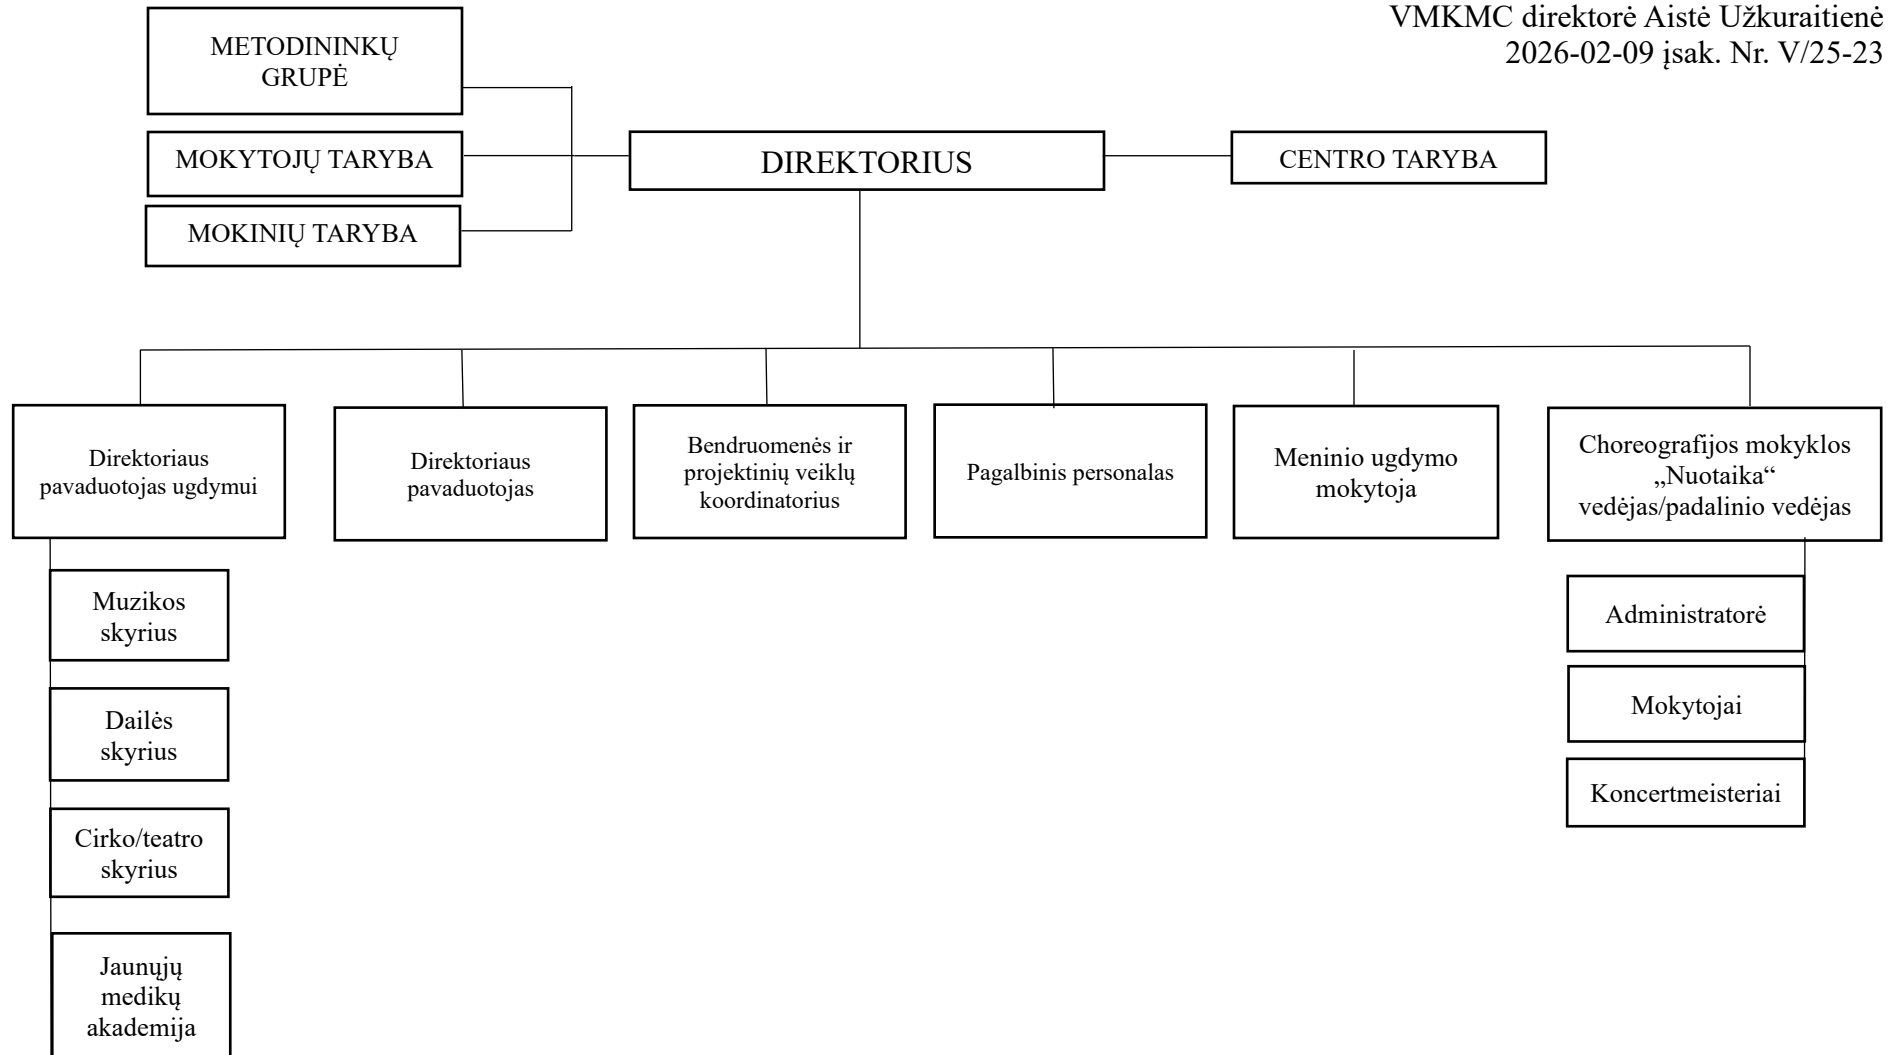 VMKMC direktorė Aistė Užkuraitienė
2026-02-09 įsak. Nr. V/25-23
METODININKŲ
GRUPĖ
MOKYTOJŲ TARYBA
MOKINIŲ TARYBA
DIREKTORIUS
CENTRO TARYBA
Direktoriaus
pavaduotojas ugdymui
Direktoriaus
pavaduotojas
Bendruomenės ir
projektinių veiklų
koordinatorius
Pagalbinis personalas
Meninio ugdymo
mokytoja
Choreografijos mokyklos
„Nuotaika“
vedėjas/padalinio vedėjas
Muzikos
skyrius
Dailės
skyrius
Cirko/teatro
skyrius
Jaunųjų
medikų
akademija
Administratorė
Mokytojai
Koncertmeisteriai